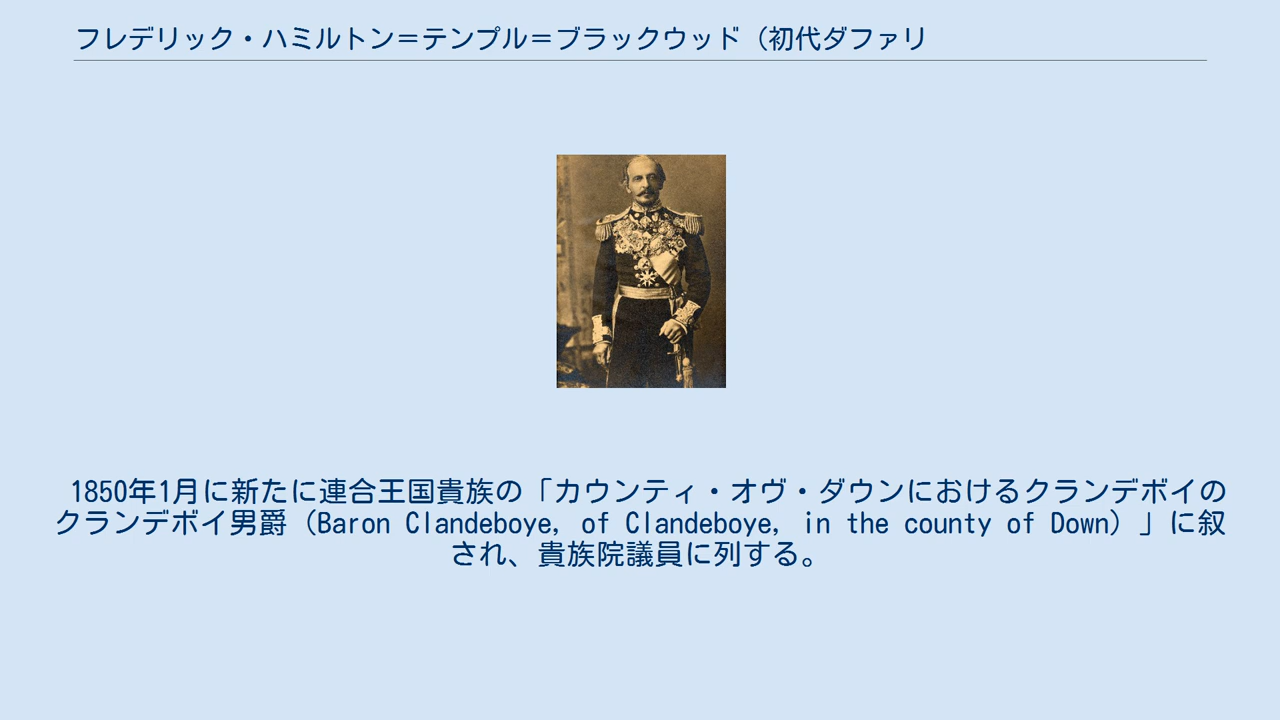 フレデリック・ハミルトン＝テンプル＝ブラックウッド（初代ダファリ
1850年1月に新たに連合王国貴族の「カウンティ・オヴ・ダウンにおけるクランデボイの
クランデボイ男爵（Baron Clandeboye, of Clandeboye, in the county of Down）」に叙
され、貴族院議員に列する。